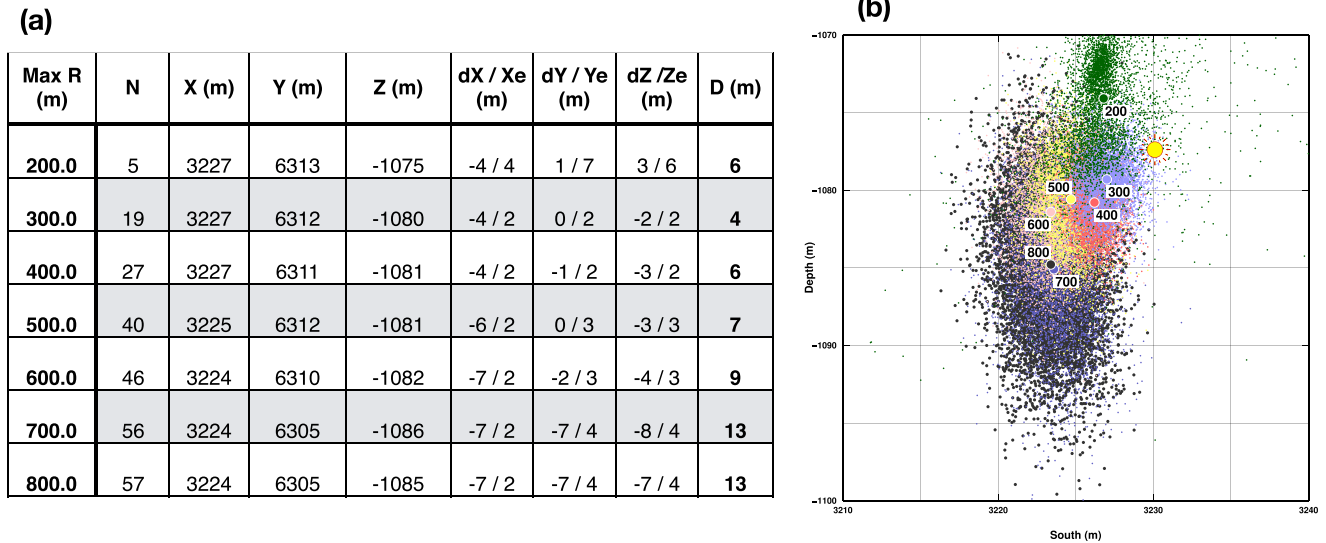 (a)
Max R (m) N X (m) Y (m) Z (m) dX / Xe (m) dY / Ye (m) dZ /Ze (m) D (m)
200.0 5 3227 6313 -1075 -4 / 4 1 / 7 3 / 6 6
300.0 19 3227 6312 -1080 -4 / 2 0 / 2 -2 / 2 4
400.0 27 3227 6311 -1081 -4 / 2 -1 / 2 -3 / 2 6
500.0 40 3225 6312 -1081 -6 / 2 0 / 3 -3 / 3 7
600.0 46 3224 6310 -1082 -7 / 2 -2 / 3 -4 / 3 9
700.0 56 3224 6305 -1086 -7 / 2 -7 / 4 -8 / 4 13
800.0 57 3224 6305 -1085 -7 / 2 -7 / 4 -7 / 4 13
(b)
−1070
−1080
−1090
−1100
Depth (m)
200
500
300
400
600
800
700
3210 3220 3230 3240
South (m)